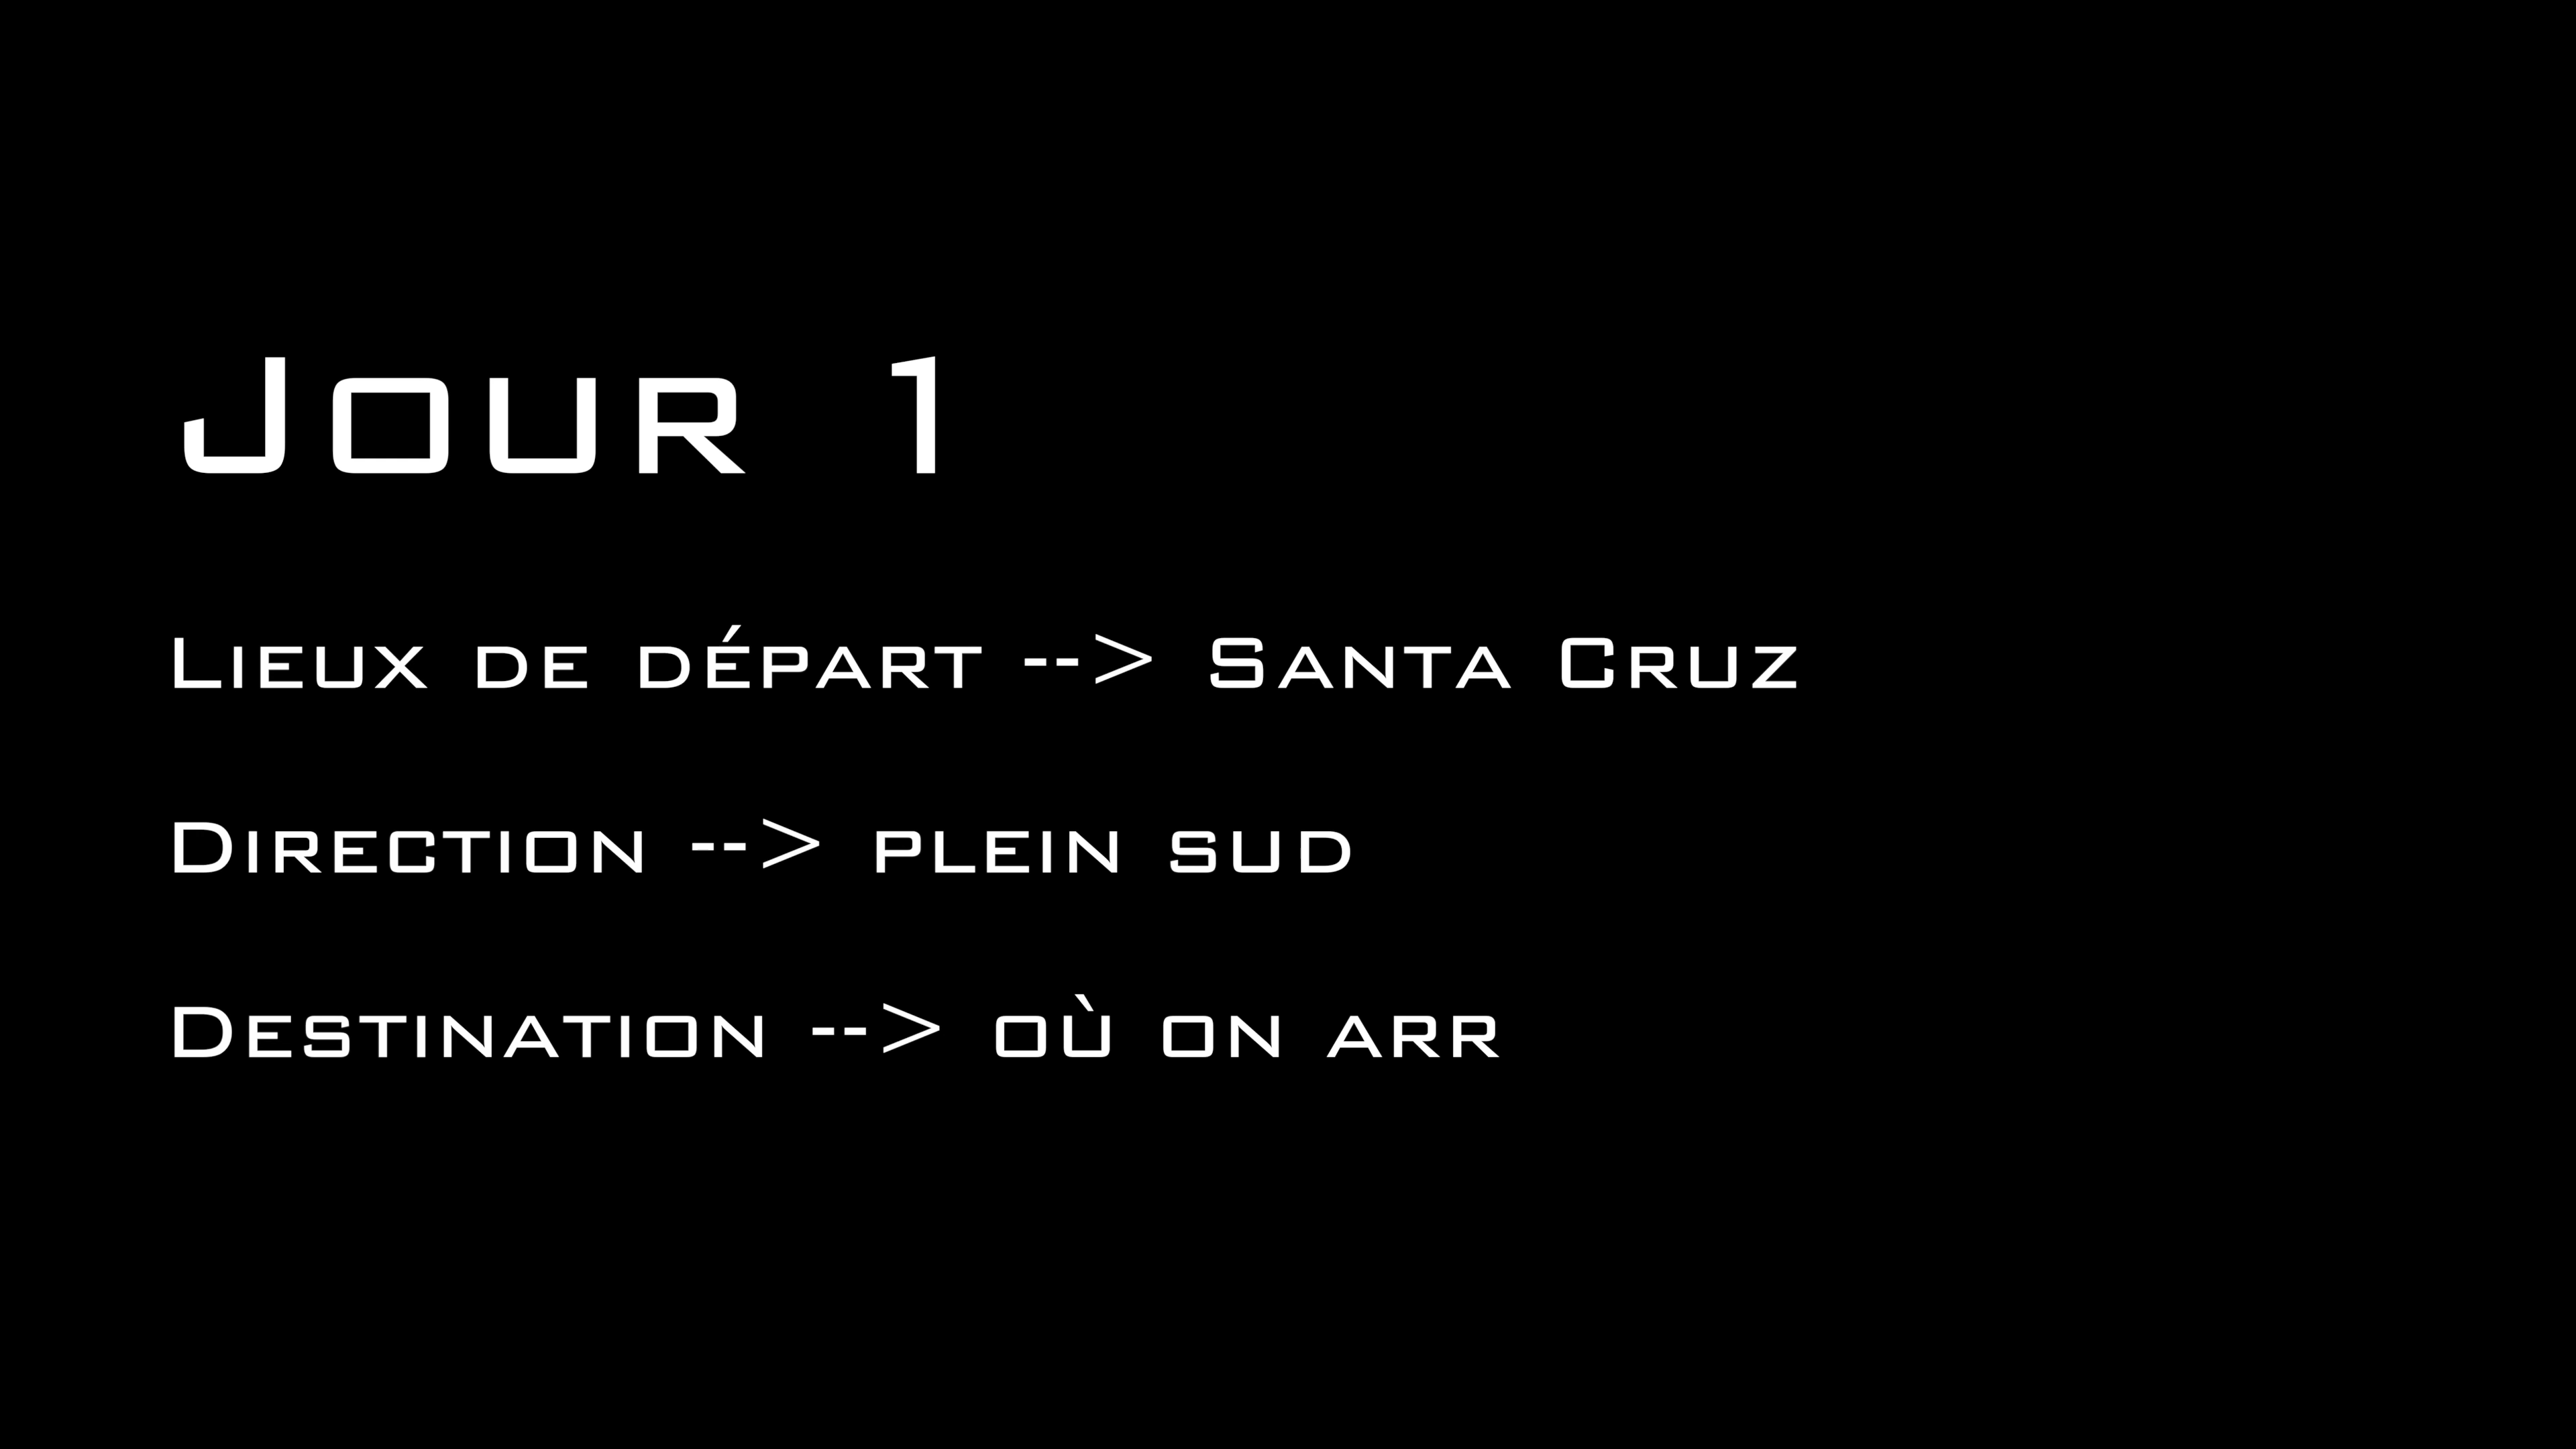 Jour 1
Lieux de départ --> Santa Cruz
Direction --> plein sud
Destination --> où on arr